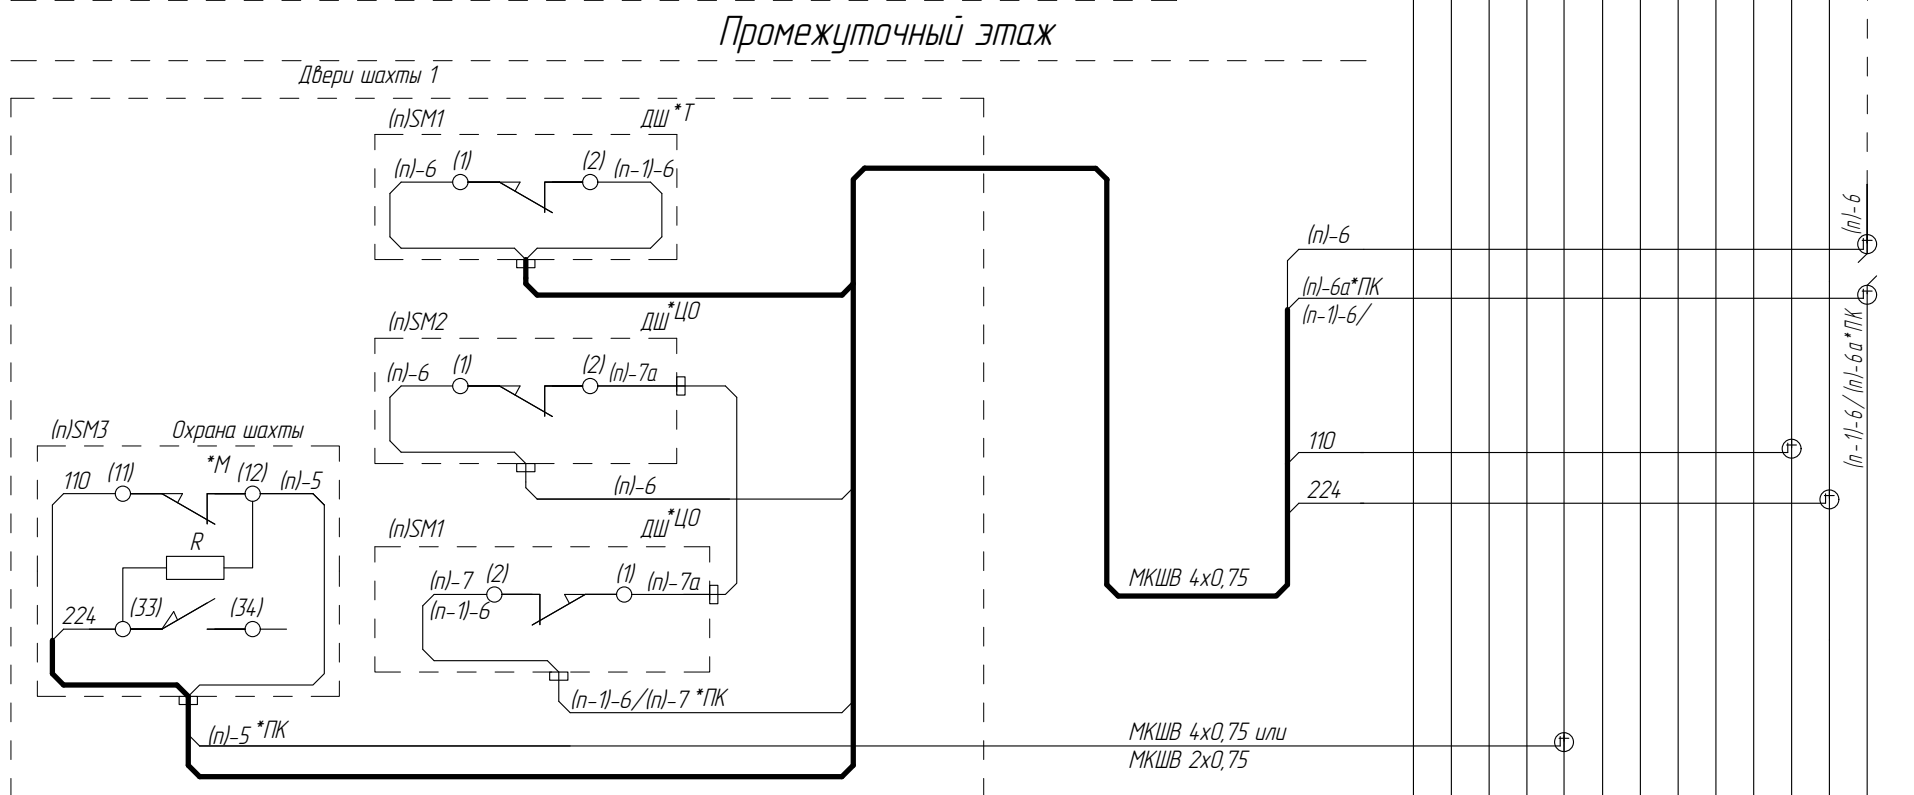 Промежуточный этаж
Двери шахты 1
(п)SM1
ДШ*Т
(п)-6
(1)
(2)
(п-1)-6
(п)SM2
ДШ*ЦО
(п)-6
(1)
(2)
(п)-7а
(п)-6
(п)SM3
Охрана шахты
*М
110
(11)
(12)
(п)-5
R
224
(33)
(34)
(п)-5 *ПК
(п)SM1
ДШ*ЦО
(п)-7
(п-1)-6
(2)
(1)
(п)-7а
(п-1)-6/(п)-7 *ПК
МКШВ 4х0,75
МКШВ 4х0,75 или
МКШВ 2х0,75
(п)-6
(п)-6а*ПК
(п-1)-6/
110
224
(п)-6
(п-1)-6/(п)-6а*ПК